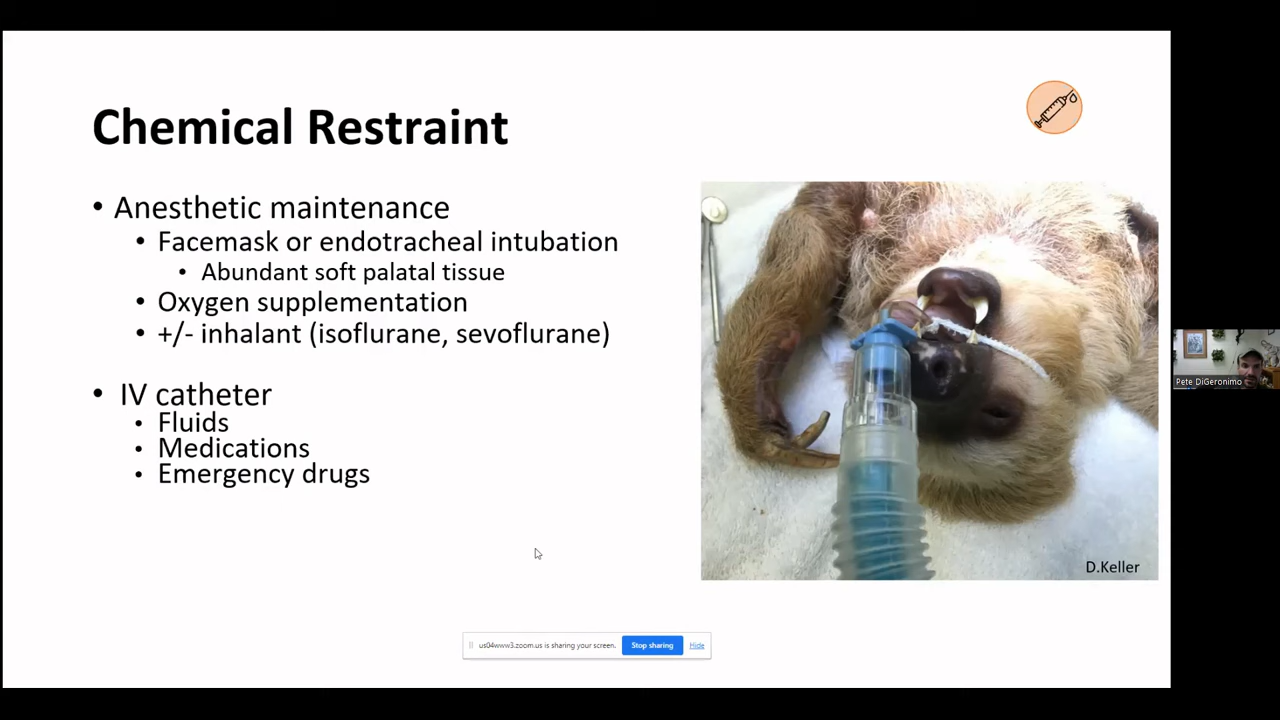 Chemical Restraint
• Anesthetic maintenance
• Facemask or endotracheal intubation
• Abundant soft palatal tissue
• Oxygen supplementation
• +/- inhalant (isoflurane, sevoflurane)
• IV catheter
• Fluids
• Medications
• Emergency drugs
D.Keller
Pete DiGeronimo
us04www3.zoom.us is sharing your screen. Stop sharing Hide